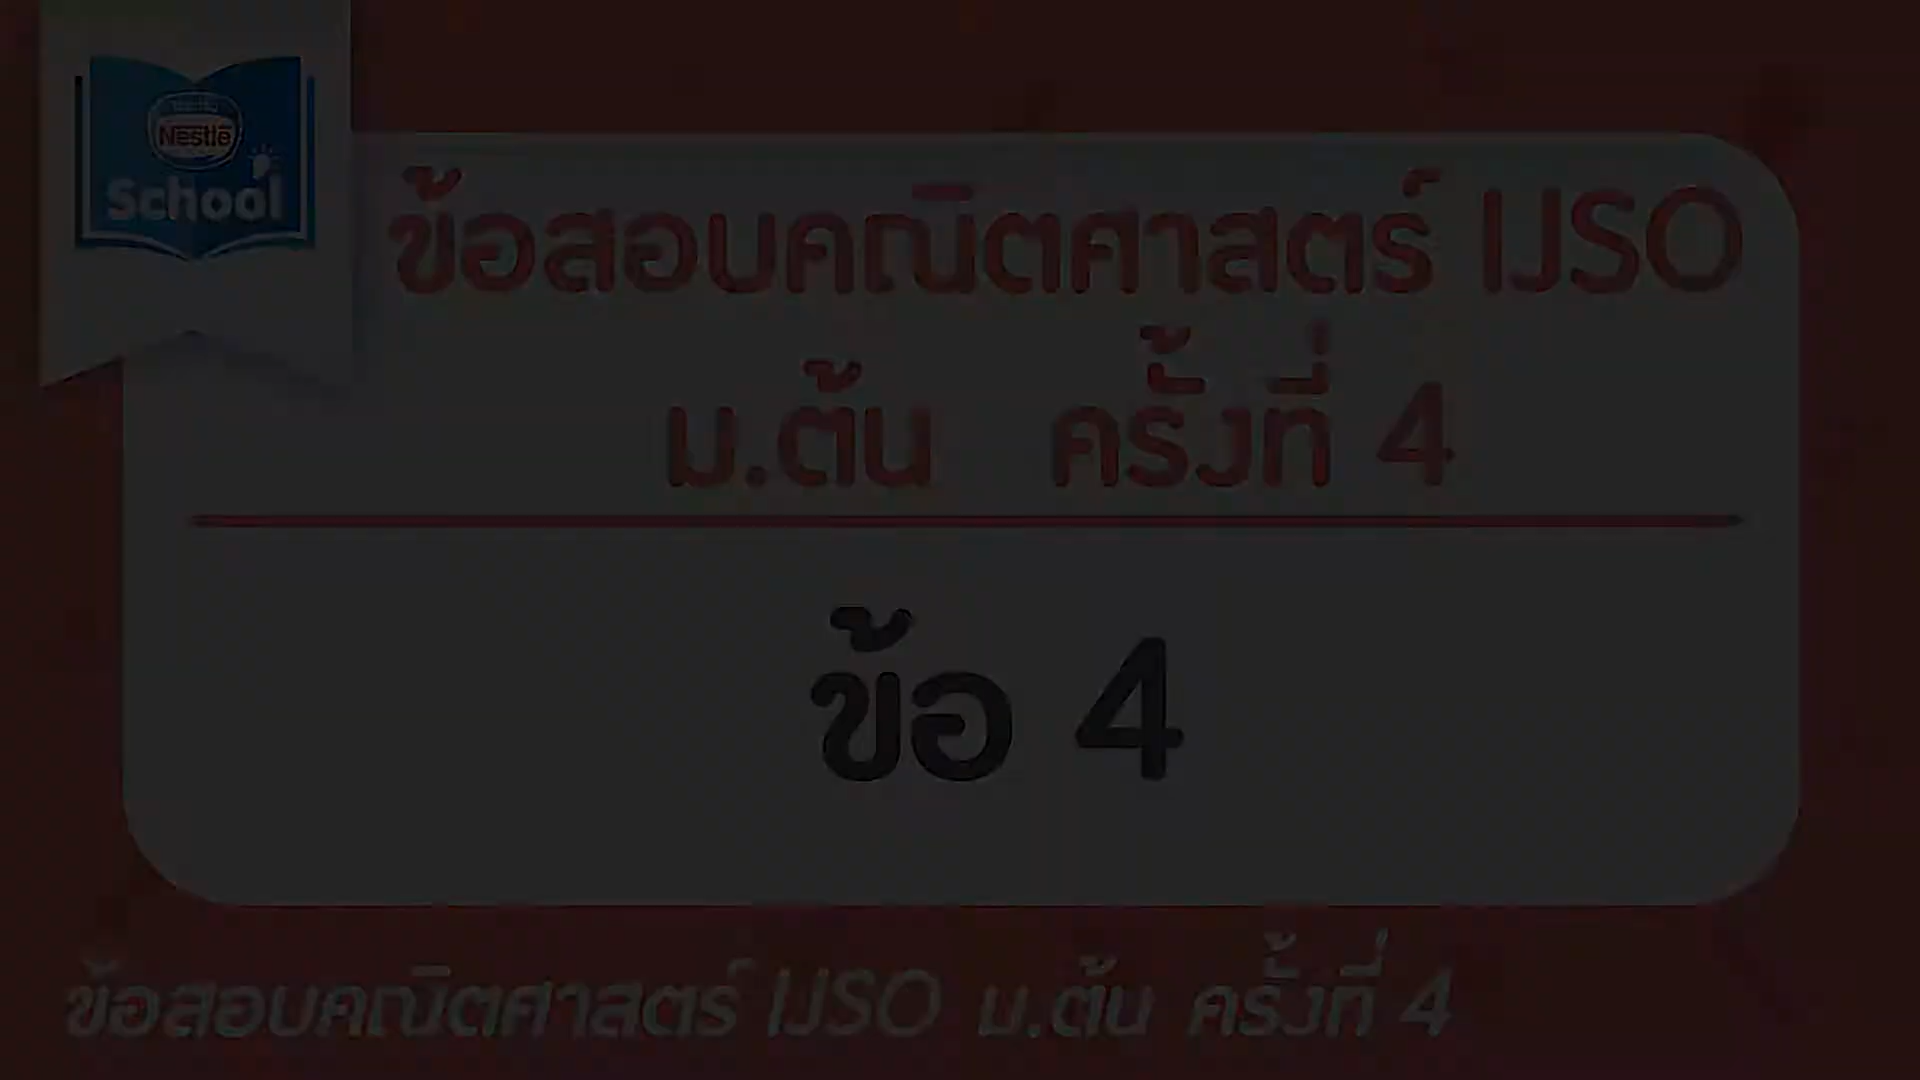 Nestlē
School
ข้อสอบคณิตศาสตร์ IJSO
ม.ต้น ครั้งที่ 4
ข้อ 4
ข้อสอบคณิตศาสตร์ IJSO ม.ต้น ครั้งที่ 4